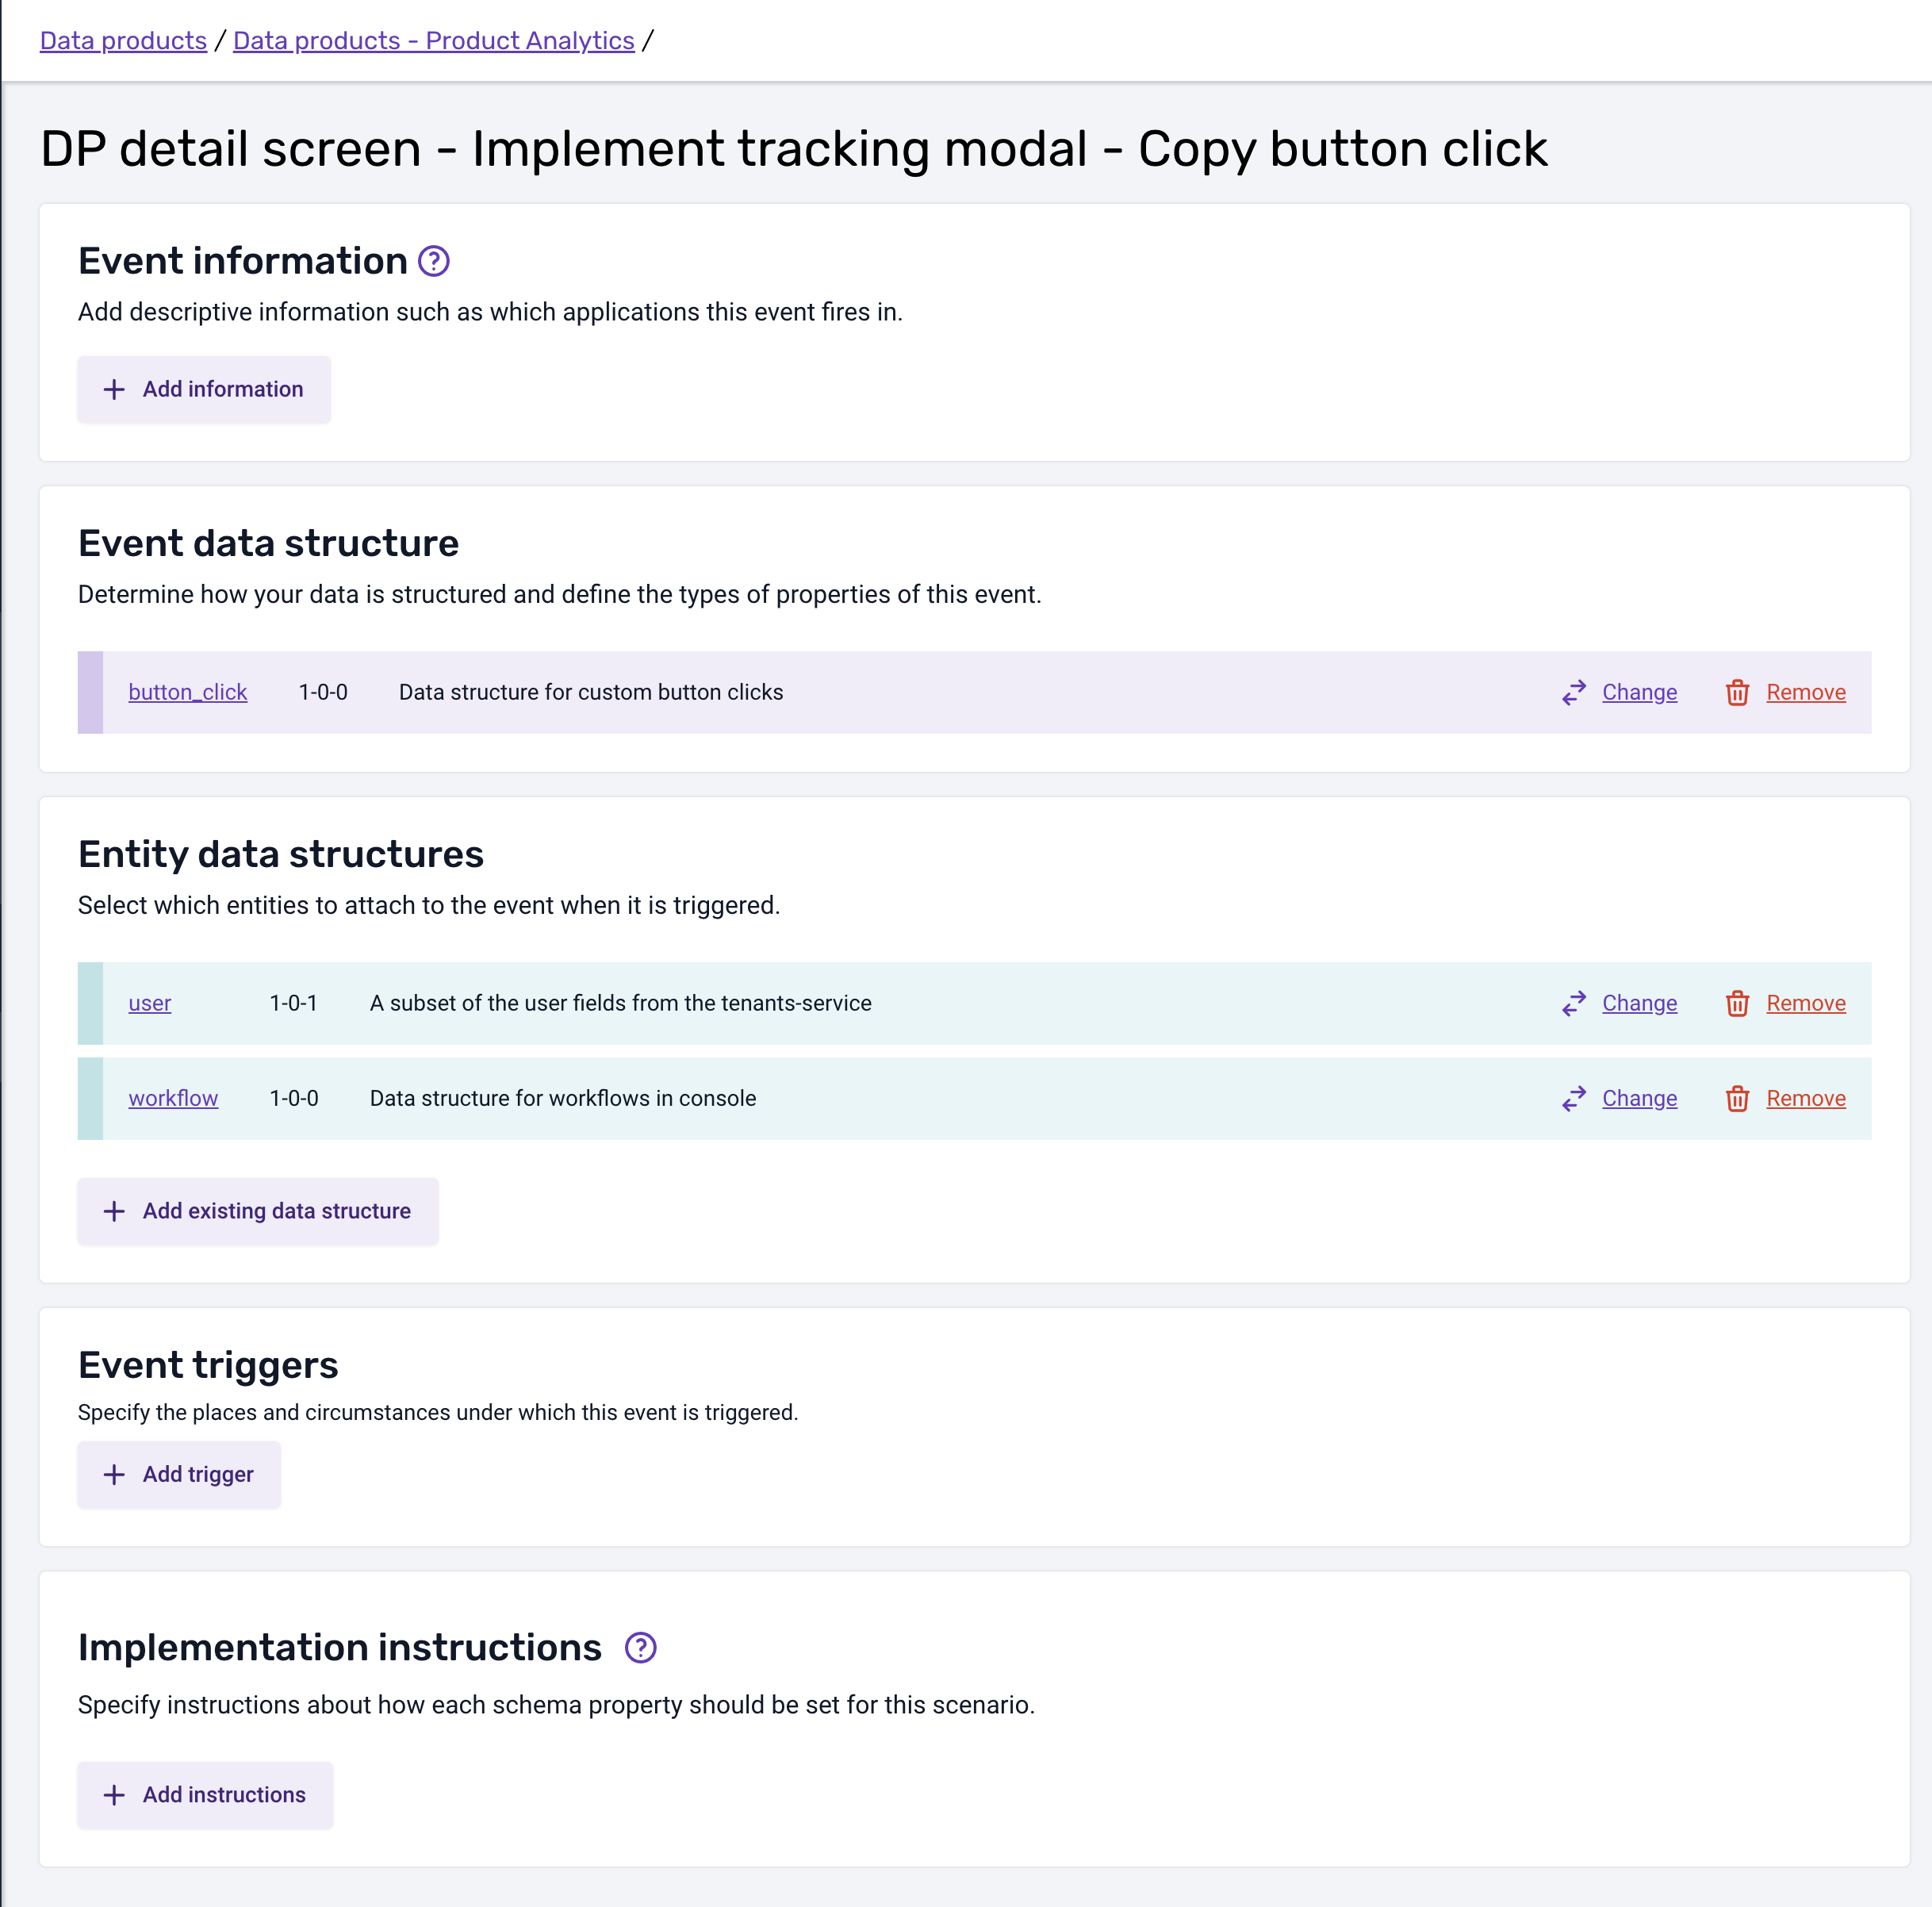 Data products / Data products - Product Analytics /
DP detail screen - Implement tracking modal - Copy button click
Event information ?
Add descriptive information such as which applications this event fires in.
+ Add information
Event data structure
Determine how your data is structured and define the types of properties of this event.
button_click 1-0-0 Data structure for custom button clicks Change Remove
Entity data structures
Select which entities to attach to the event when it is triggered.
user 1-0-1 A subset of the user fields from the tenants-service Change Remove
workflow 1-0-0 Data structure for workflows in console Change Remove
+ Add existing data structure
Event triggers
Specify the places and circumstances under which this event is triggered.
+ Add trigger
Implementation instructions ?
Specify instructions about how each schema property should be set for this scenario.
+ Add instructions